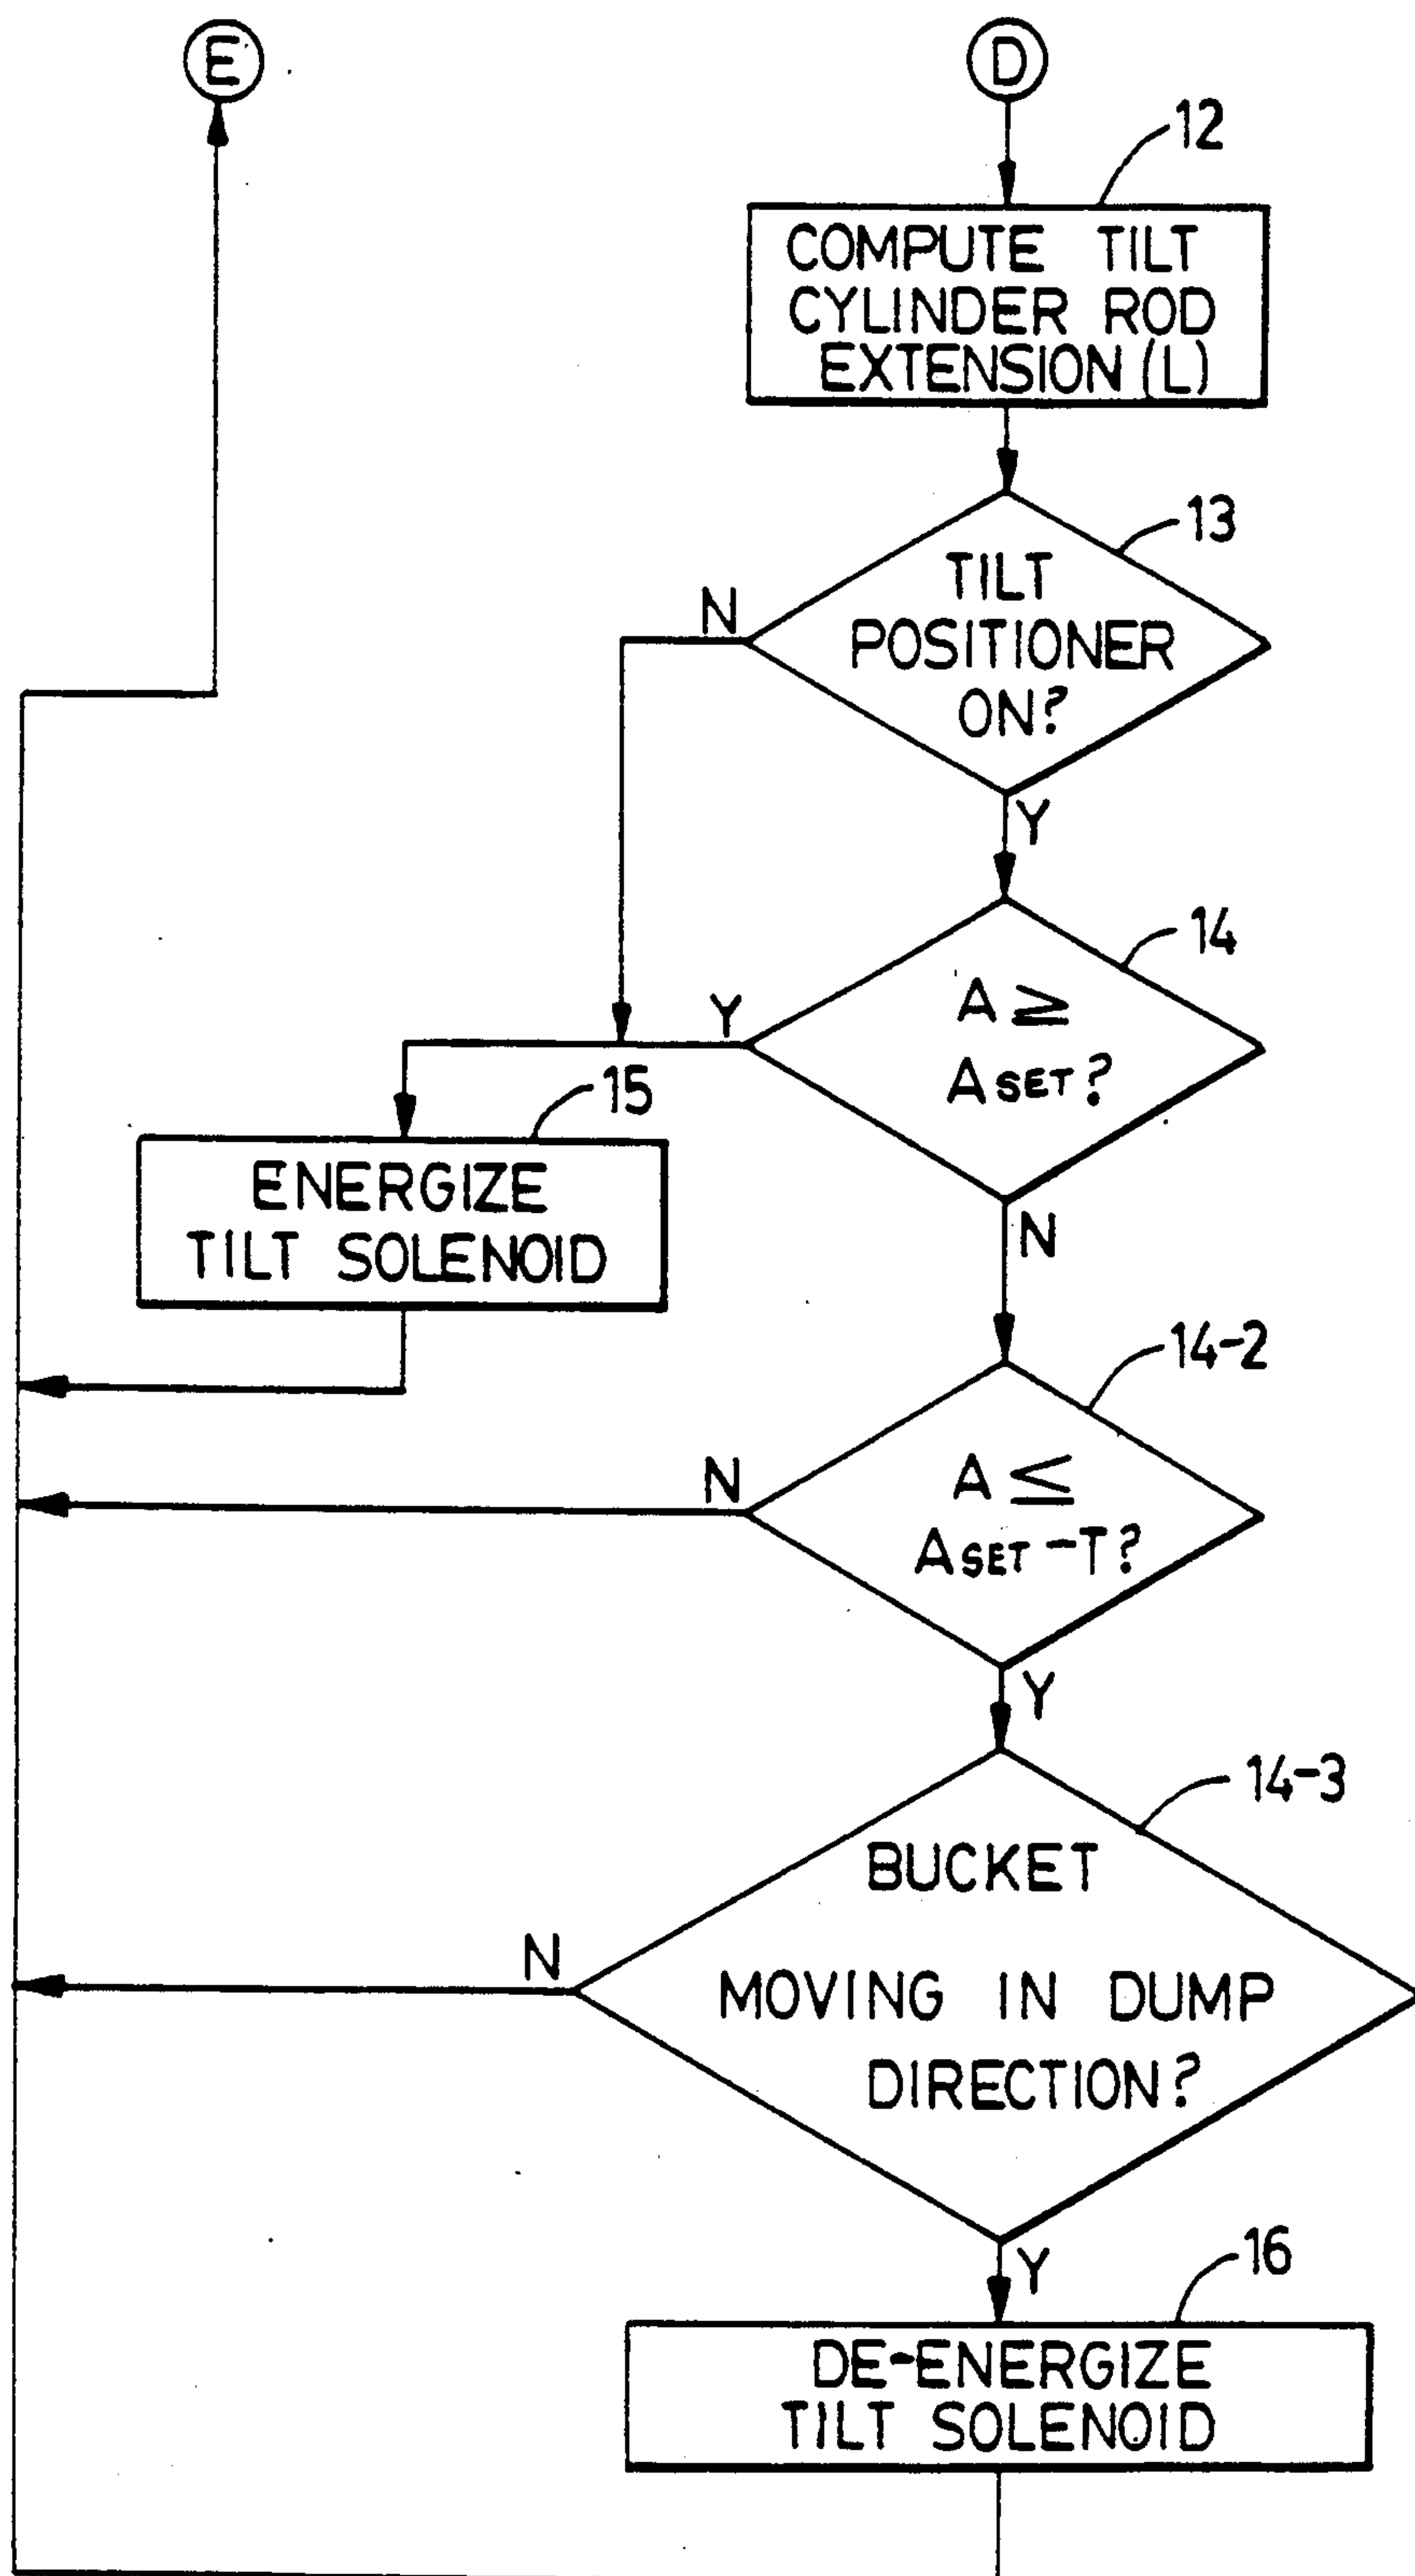 E
D
12
COMPUTE TILT
CYLINDER ROD
EXTENSION (L)
13
TILT
POSITIONER
ON?
N
Y
14
A ≥
ASET?
Y
N
15
ENERGIZE
TILT SOLENOID
14-2
A ≤
ASET -T?
N
Y
14-3
BUCKET
MOVING IN DUMP
DIRECTION?
N
Y
16
DE-ENERGIZE
TILT SOLENOID